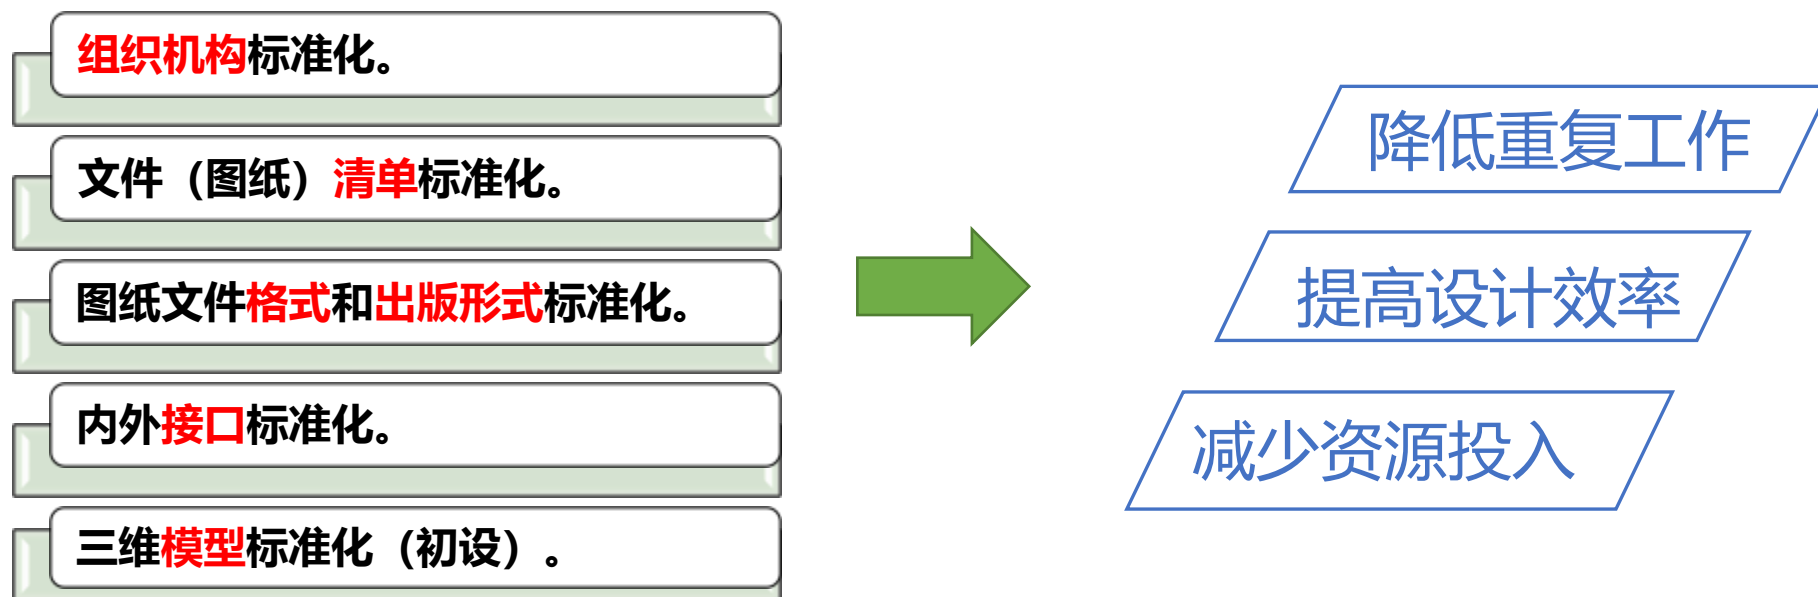 组织机构标准化。
文件（图纸）清单标准化。
图纸文件格式和出版形式标准化。
内外接口标准化。
三维模型标准化（初设）。
降低重复工作
提高设计效率
减少资源投入